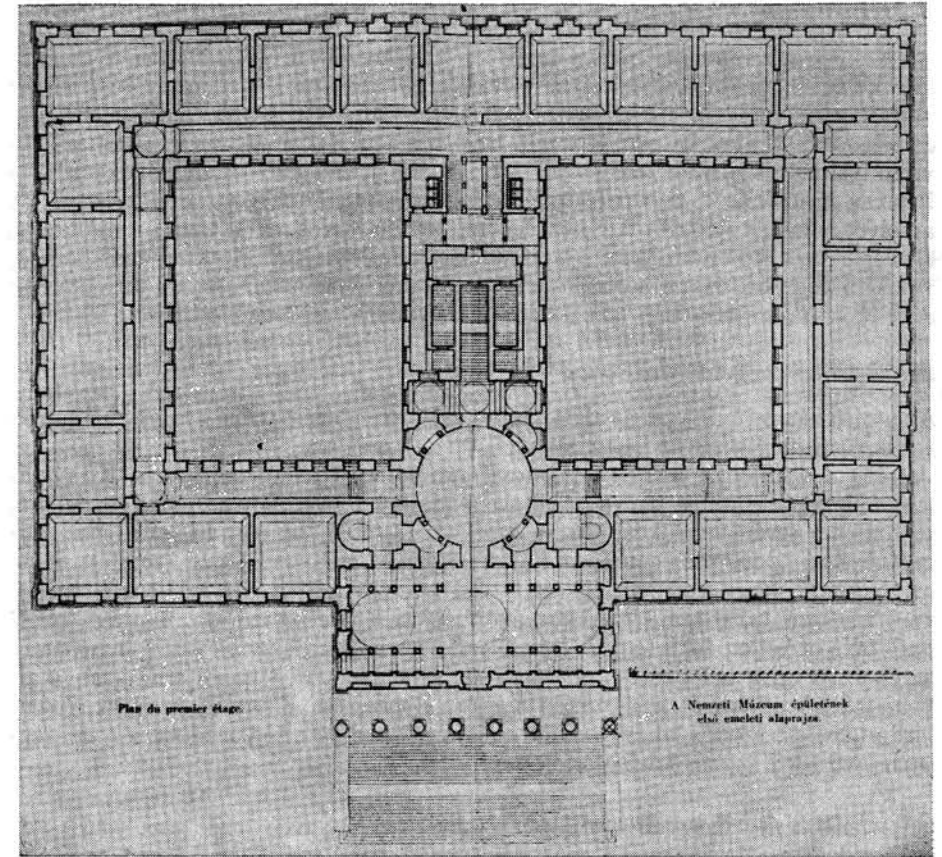 Plan du premier étage.
A Nemzeti Múzeum épületének
első emeleti alaprajza.